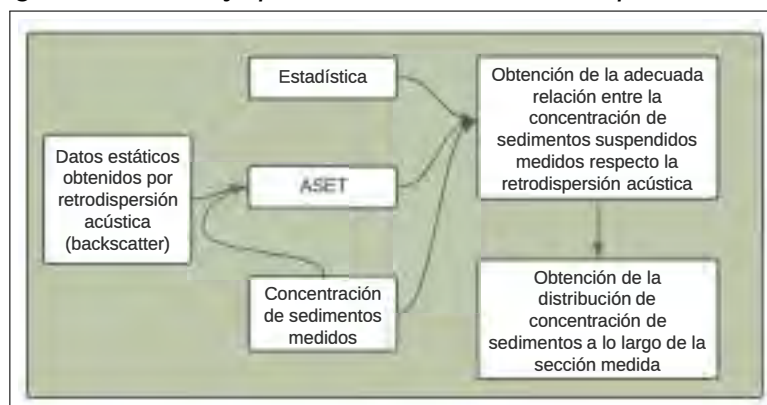 Estadística
Datos estáticos
obtenidos por
retrodispersión
acústica
(backscatter)
ASET
Concentración
de sedimentos
medidos
Obtención de la adecuada
relación entre la
concentración de
sedimentos suspendidos
medidos respecto la
retrodispersión acústica
Obtención de la
distribución de
concentración de
sedimentos a lo largo de la
sección medida